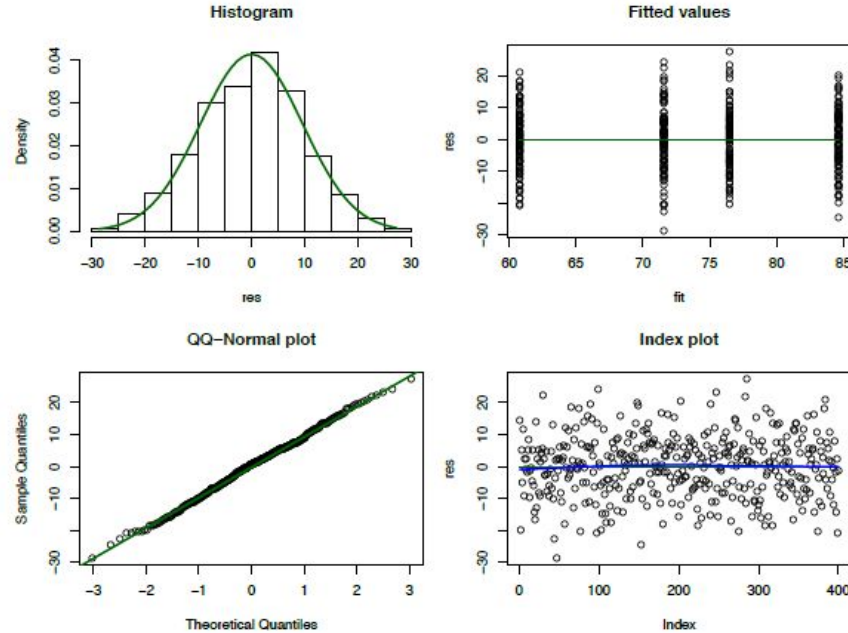 Histogram
Density
0.00 0.01 0.02 0.03 0.04
−30 −20 −10 0 10 20 30
res
Fitted values
res
−30 −10 0 10 20
60 65 70 75 80 85
fit
QQ−Normal plot
Sample Quantiles
−30 −10 0 10 20
−3 −2 −1 0 1 2 3
Theoretical Quantiles
Index plot
res
−30 −10 0 10 20
0 100 200 300 400
Index